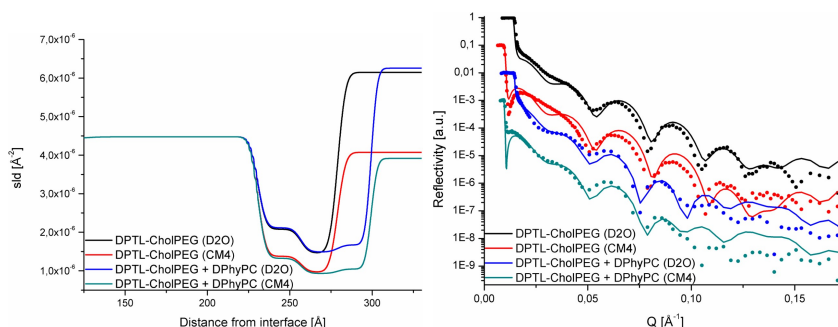 7,0x10⁻⁶
6,0x10⁻⁶
5,0x10⁻⁶
4,0x10⁻⁶
3,0x10⁻⁶
2,0x10⁻⁶
1,0x10⁻⁶
sld [Å⁻²]
DPTL-CholPEG (D2O)
DPTL-CholPEG (CM4)
DPTL-CholPEG + DPhyPC (D2O)
DPTL-CholPEG + DPhyPC (CM4)
150 200 250 300
Distance from interface [Å]
1
0,1
0,01
1E-3
1E-4
1E-5
1E-6
1E-7
1E-8
1E-9
Reflectivity [a.u.]
DPTL-CholPEG (D2O)
DPTL-CholPEG (CM4)
DPTL-CholPEG + DPhyPC (D2O)
DPTL-CholPEG + DPhyPC (CM4)
0,00 0,05 0,10 0,15
Q [Å⁻¹]